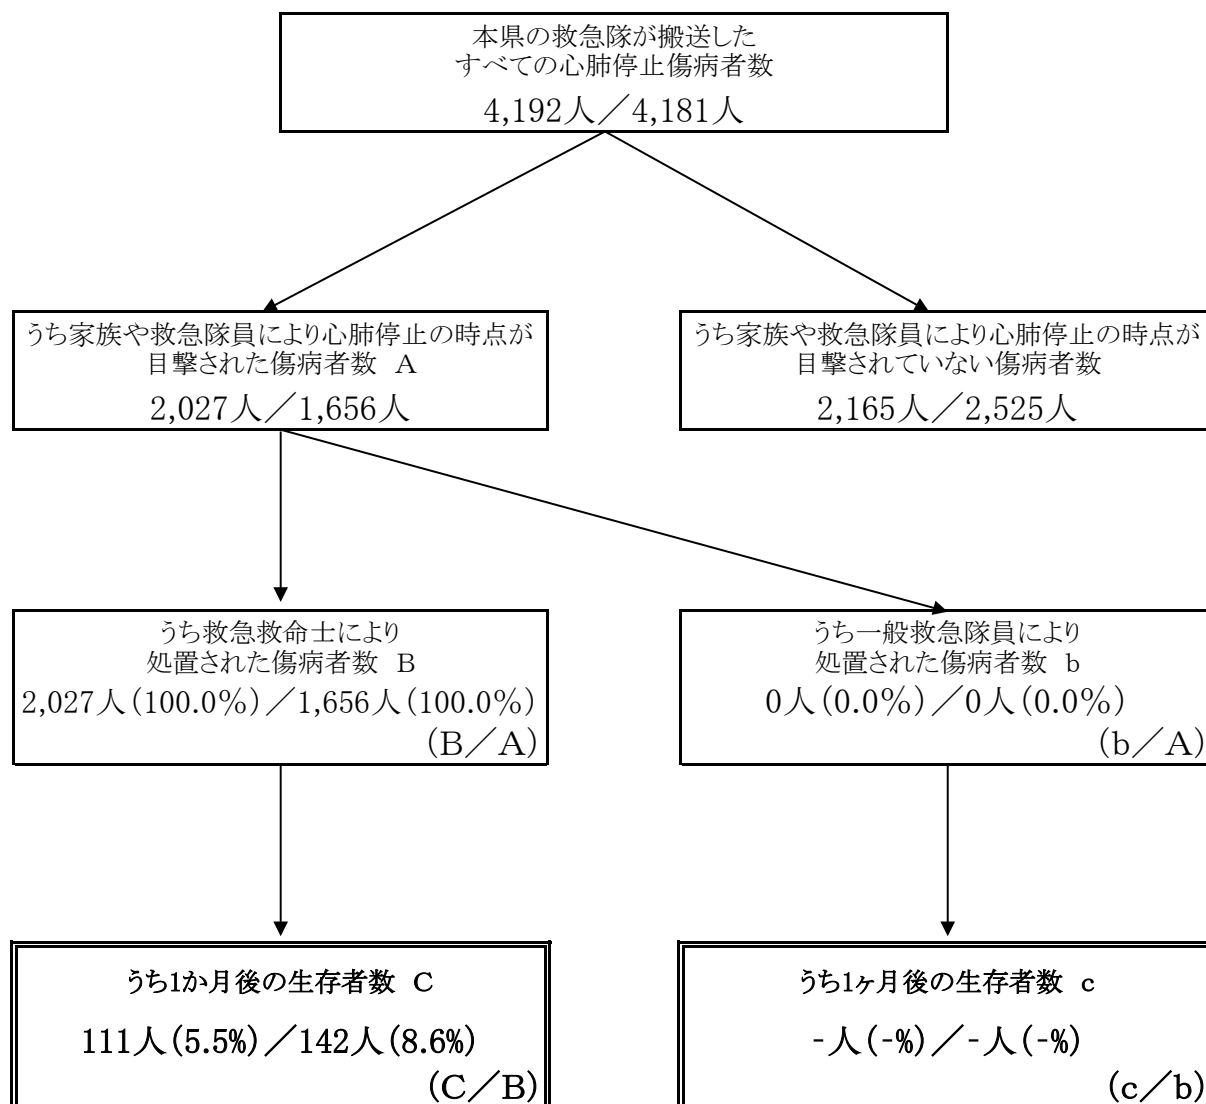 本県の救急隊が搬送した
すべての心肺停止傷病者数
4,192人／4,181人
うち家族や救急隊員により心肺停止の時点が
目撃された傷病者数 A
2,027人／1,656人
うち家族や救急隊員により心肺停止の時点が
目撃されていない傷病者数
2,165人／2,525人
うち救急救命士により
処置された傷病者数 B
2,027人(100.0%)／1,656人(100.0%)
(B／A)
うち一般救急隊員により
処置された傷病者数 b
0人(0.0%)／0人(0.0%)
(b／A)
うち1か月後の生存者数 C
111人(5.5%)／142人(8.6%)
(C／B)
うち1ヶ月後の生存者数 c
-人(-%)／-人(-%)
(c／b)